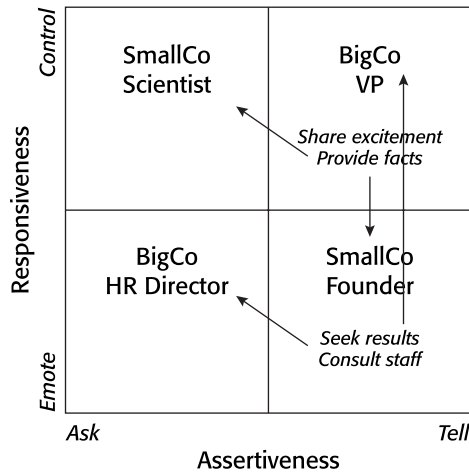 Control
SmallCo
Scientist
BigCo
VP
Share excitement
Provide facts
Responsiveness
BigCo
HR Director
SmallCo
Founder
Seek results
Consult staff
Emote
Ask
Tell
Assertiveness